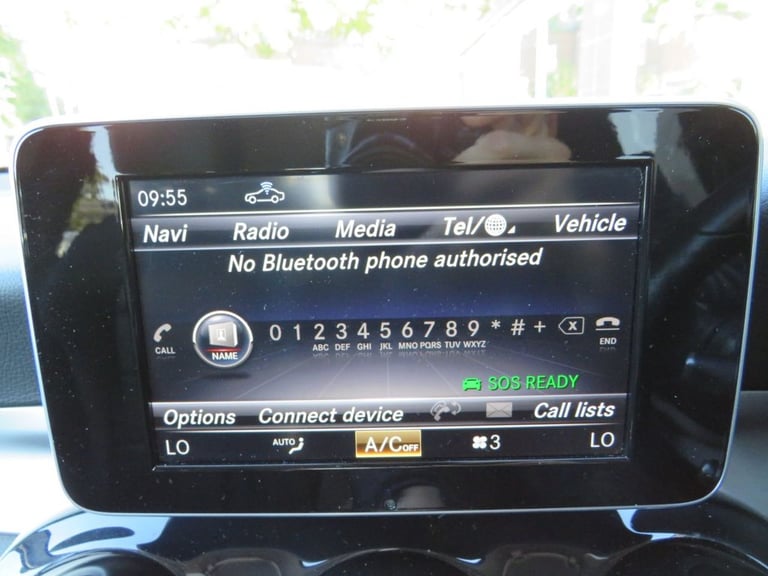 09:55
Navi Radio Media Tel/ Vehicle
No Bluetooth phone authorised
CALL NAME 0 1 2 3 4 5 6 7 8 9 * # + X END
ABC DEF GHI JKL MNO PQRS TUV WXYZ
SOS READY
Options Connect device Call lists
LO AUTO A/C OFF 3 LO